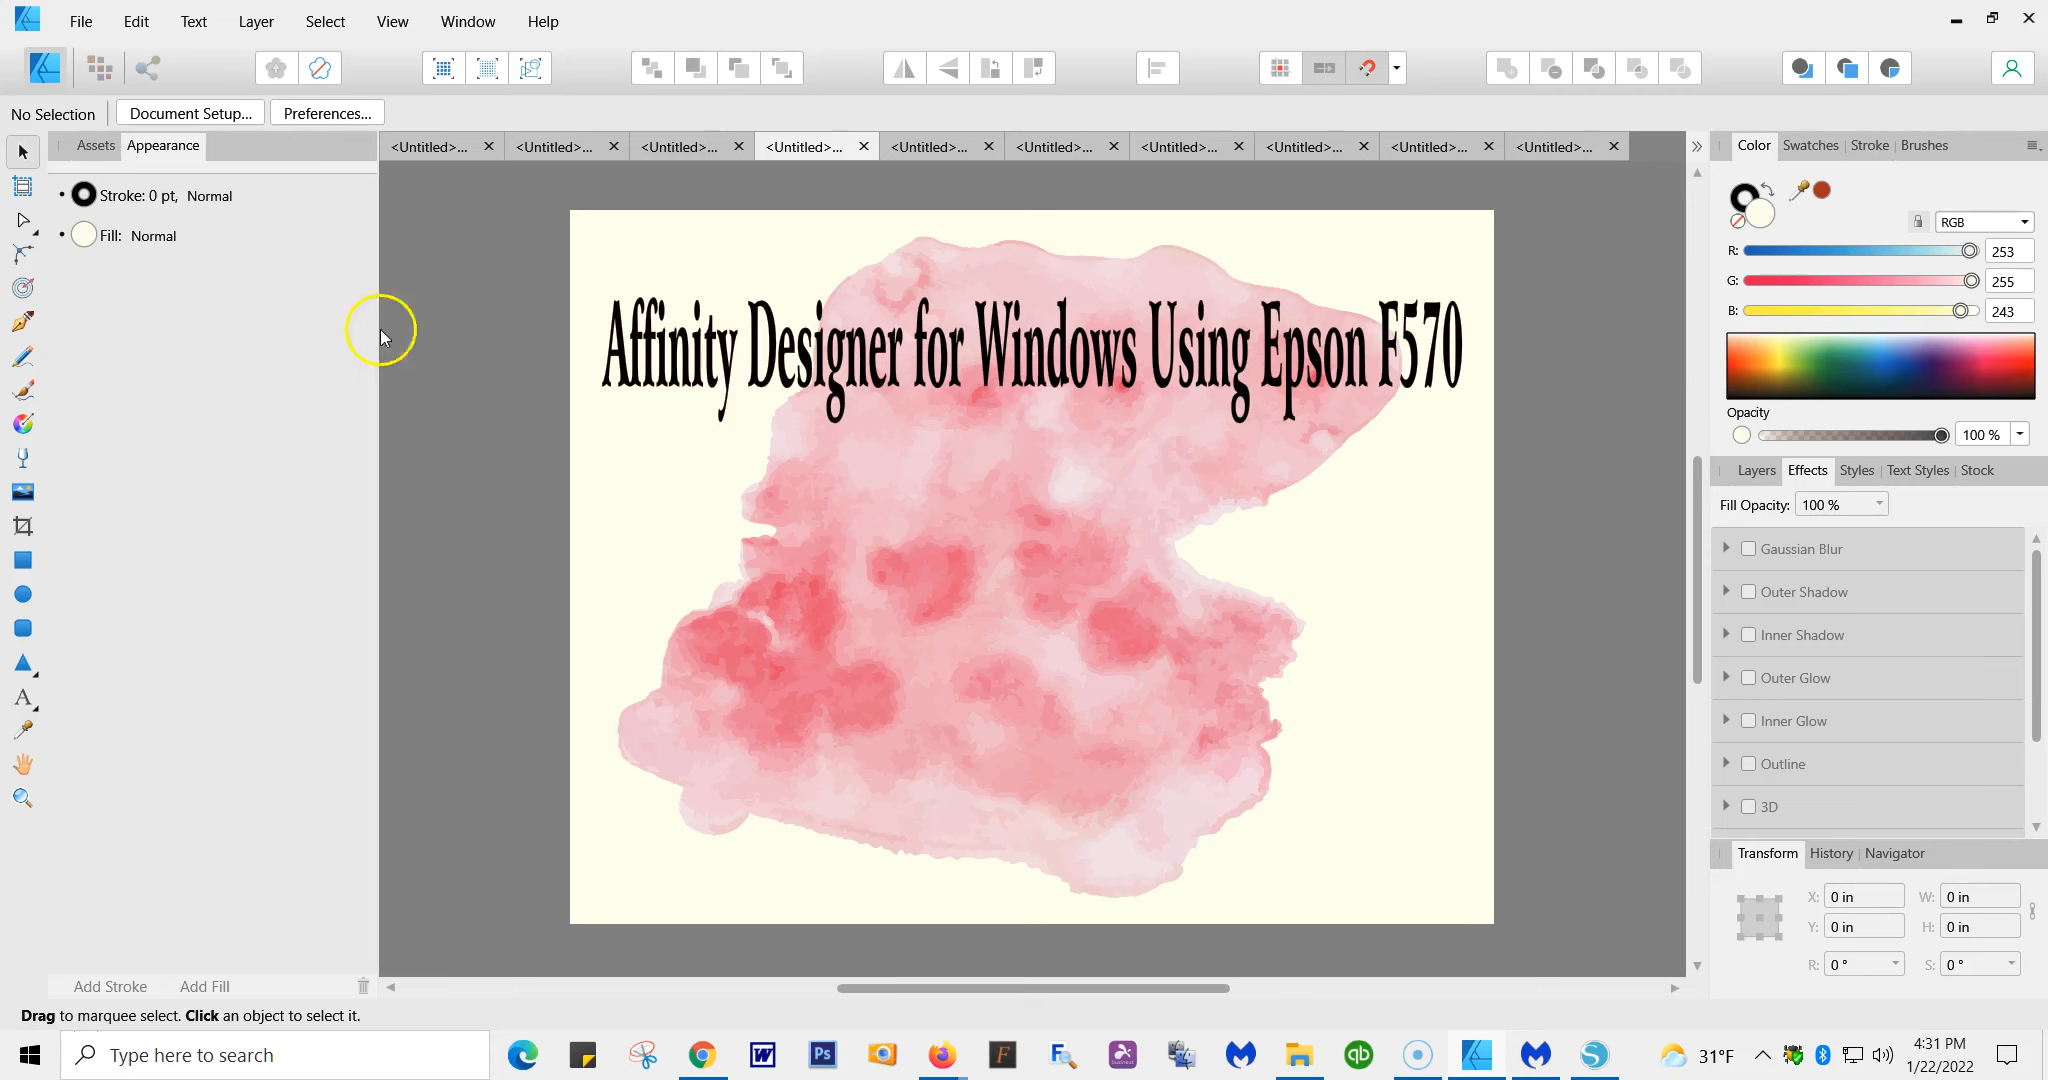 File Edit Text Layer Select View Window Help
No Selection Document Setup... Preferences...
Assets Appearance
<Untitled>... <Untitled>... <Untitled>... <Untitled>... <Untitled>... <Untitled>... <Untitled>... <Untitled>... <Untitled>... <Untitled>...
Color Swatches Stroke Brushes
Stroke: 0 pt, Normal
Fill: Normal
RGB
R: 253
G: 255
B: 243
Affinity Designer for Windows Using Epson F570
Opacity
100 %
Layers Effects Styles Text Styles Stock
Fill Opacity: 100 %
Gaussian Blur
Outer Shadow
Inner Shadow
Outer Glow
Inner Glow
Outline
3D
Transform History Navigator
X: 0 in W: 0 in
Y: 0 in H: 0 in
R: 0 ° S: 0 °
Add Stroke Add Fill
Drag to marquee select. Click an object to select it.
Type here to search
31°F
4:31 PM
1/22/2022